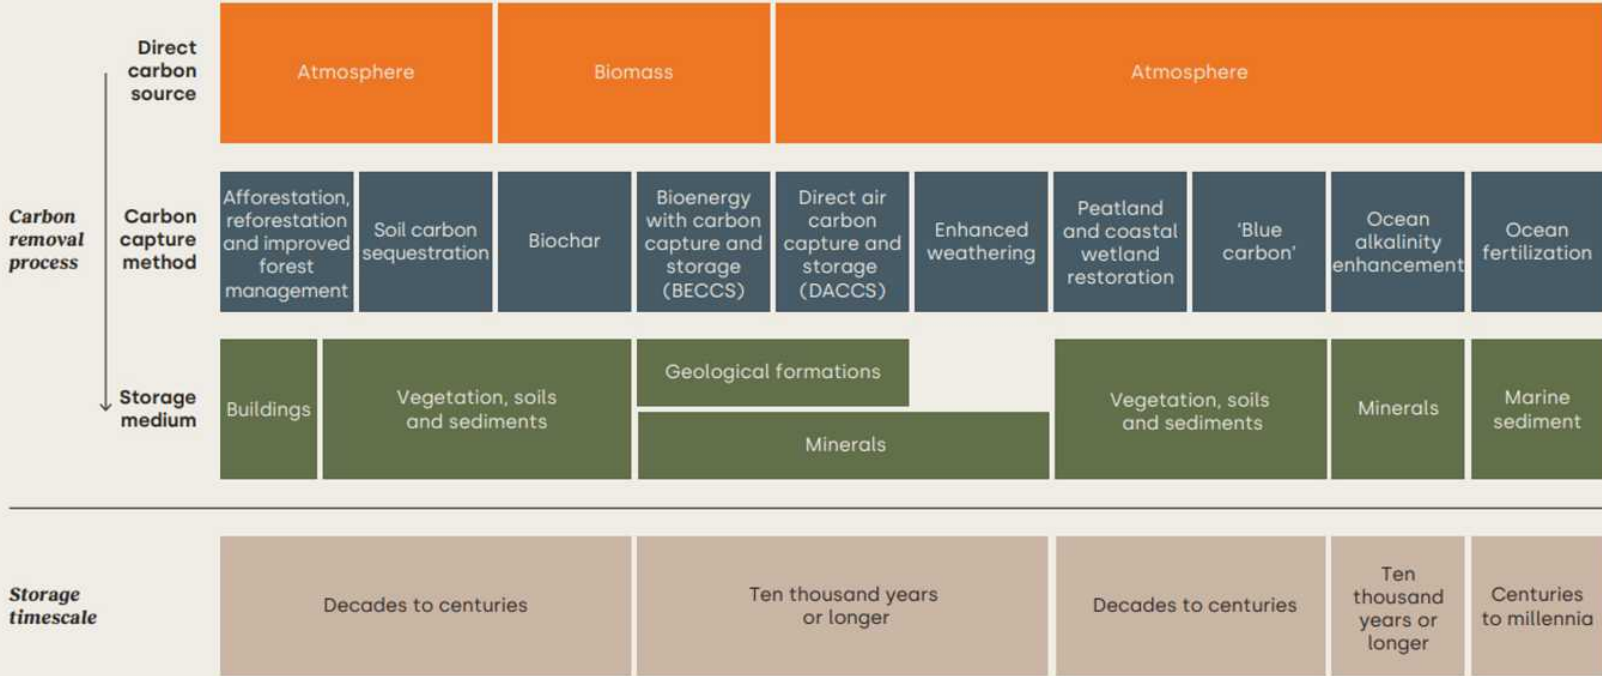 Direct
carbon
source
Atmosphere
Biomass
Atmosphere
Carbon
removal
process
Carbon
capture
method
Afforestation,
reforestation
and improved
forest
management
Soil carbon
sequestration
Biochar
Bioenergy
with carbon
capture and
storage
(BECCS)
Direct air
carbon
capture and
storage
(DACCS)
Enhanced
weathering
Peatland
and coastal
wetland
restoration
‘Blue
carbon’
Ocean
alkalinity
enhancement
Ocean
fertilization
Storage
medium
Buildings
Vegetation, soils
and sediments
Geological formations
Minerals
Vegetation, soils
and sediments
Minerals
Marine
sediment
Storage
timescale
Decades to centuries
Ten thousand years
or longer
Decades to centuries
Ten
thousand
years or
longer
Centuries
to millennia